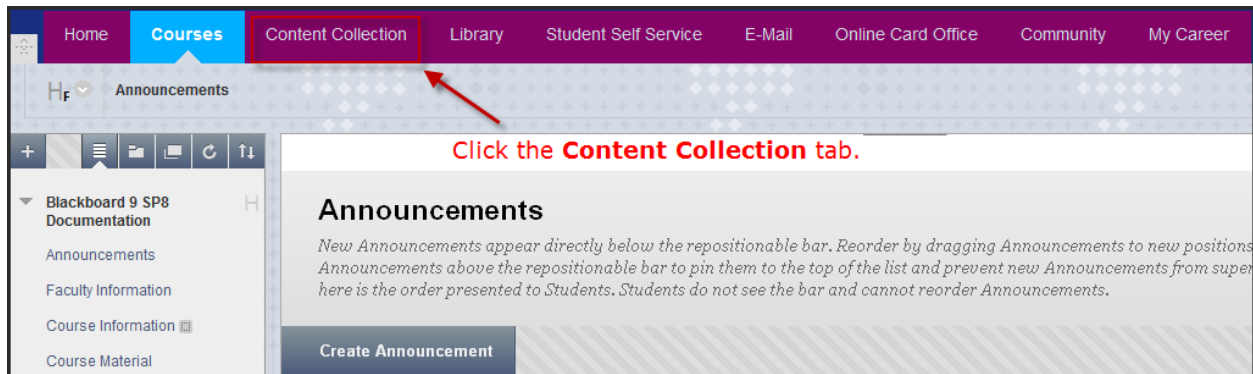 Home Courses Content Collection Library Student Self Service E-Mail Online Card Office Community My Career
HF Announcements
Click the Content Collection tab.
Blackboard 9 SP8
Documentation
H
Announcements
Faculty Information
Course Information
Course Material
Announcements
New Announcements appear directly below the repositionable bar. Reorder by dragging Announcements to new positions
Announcements above the repositionable bar to pin them to the top of the list and prevent new Announcements from super
here is the order presented to Students. Students do not see the bar and cannot reorder Announcements.
Create Announcement